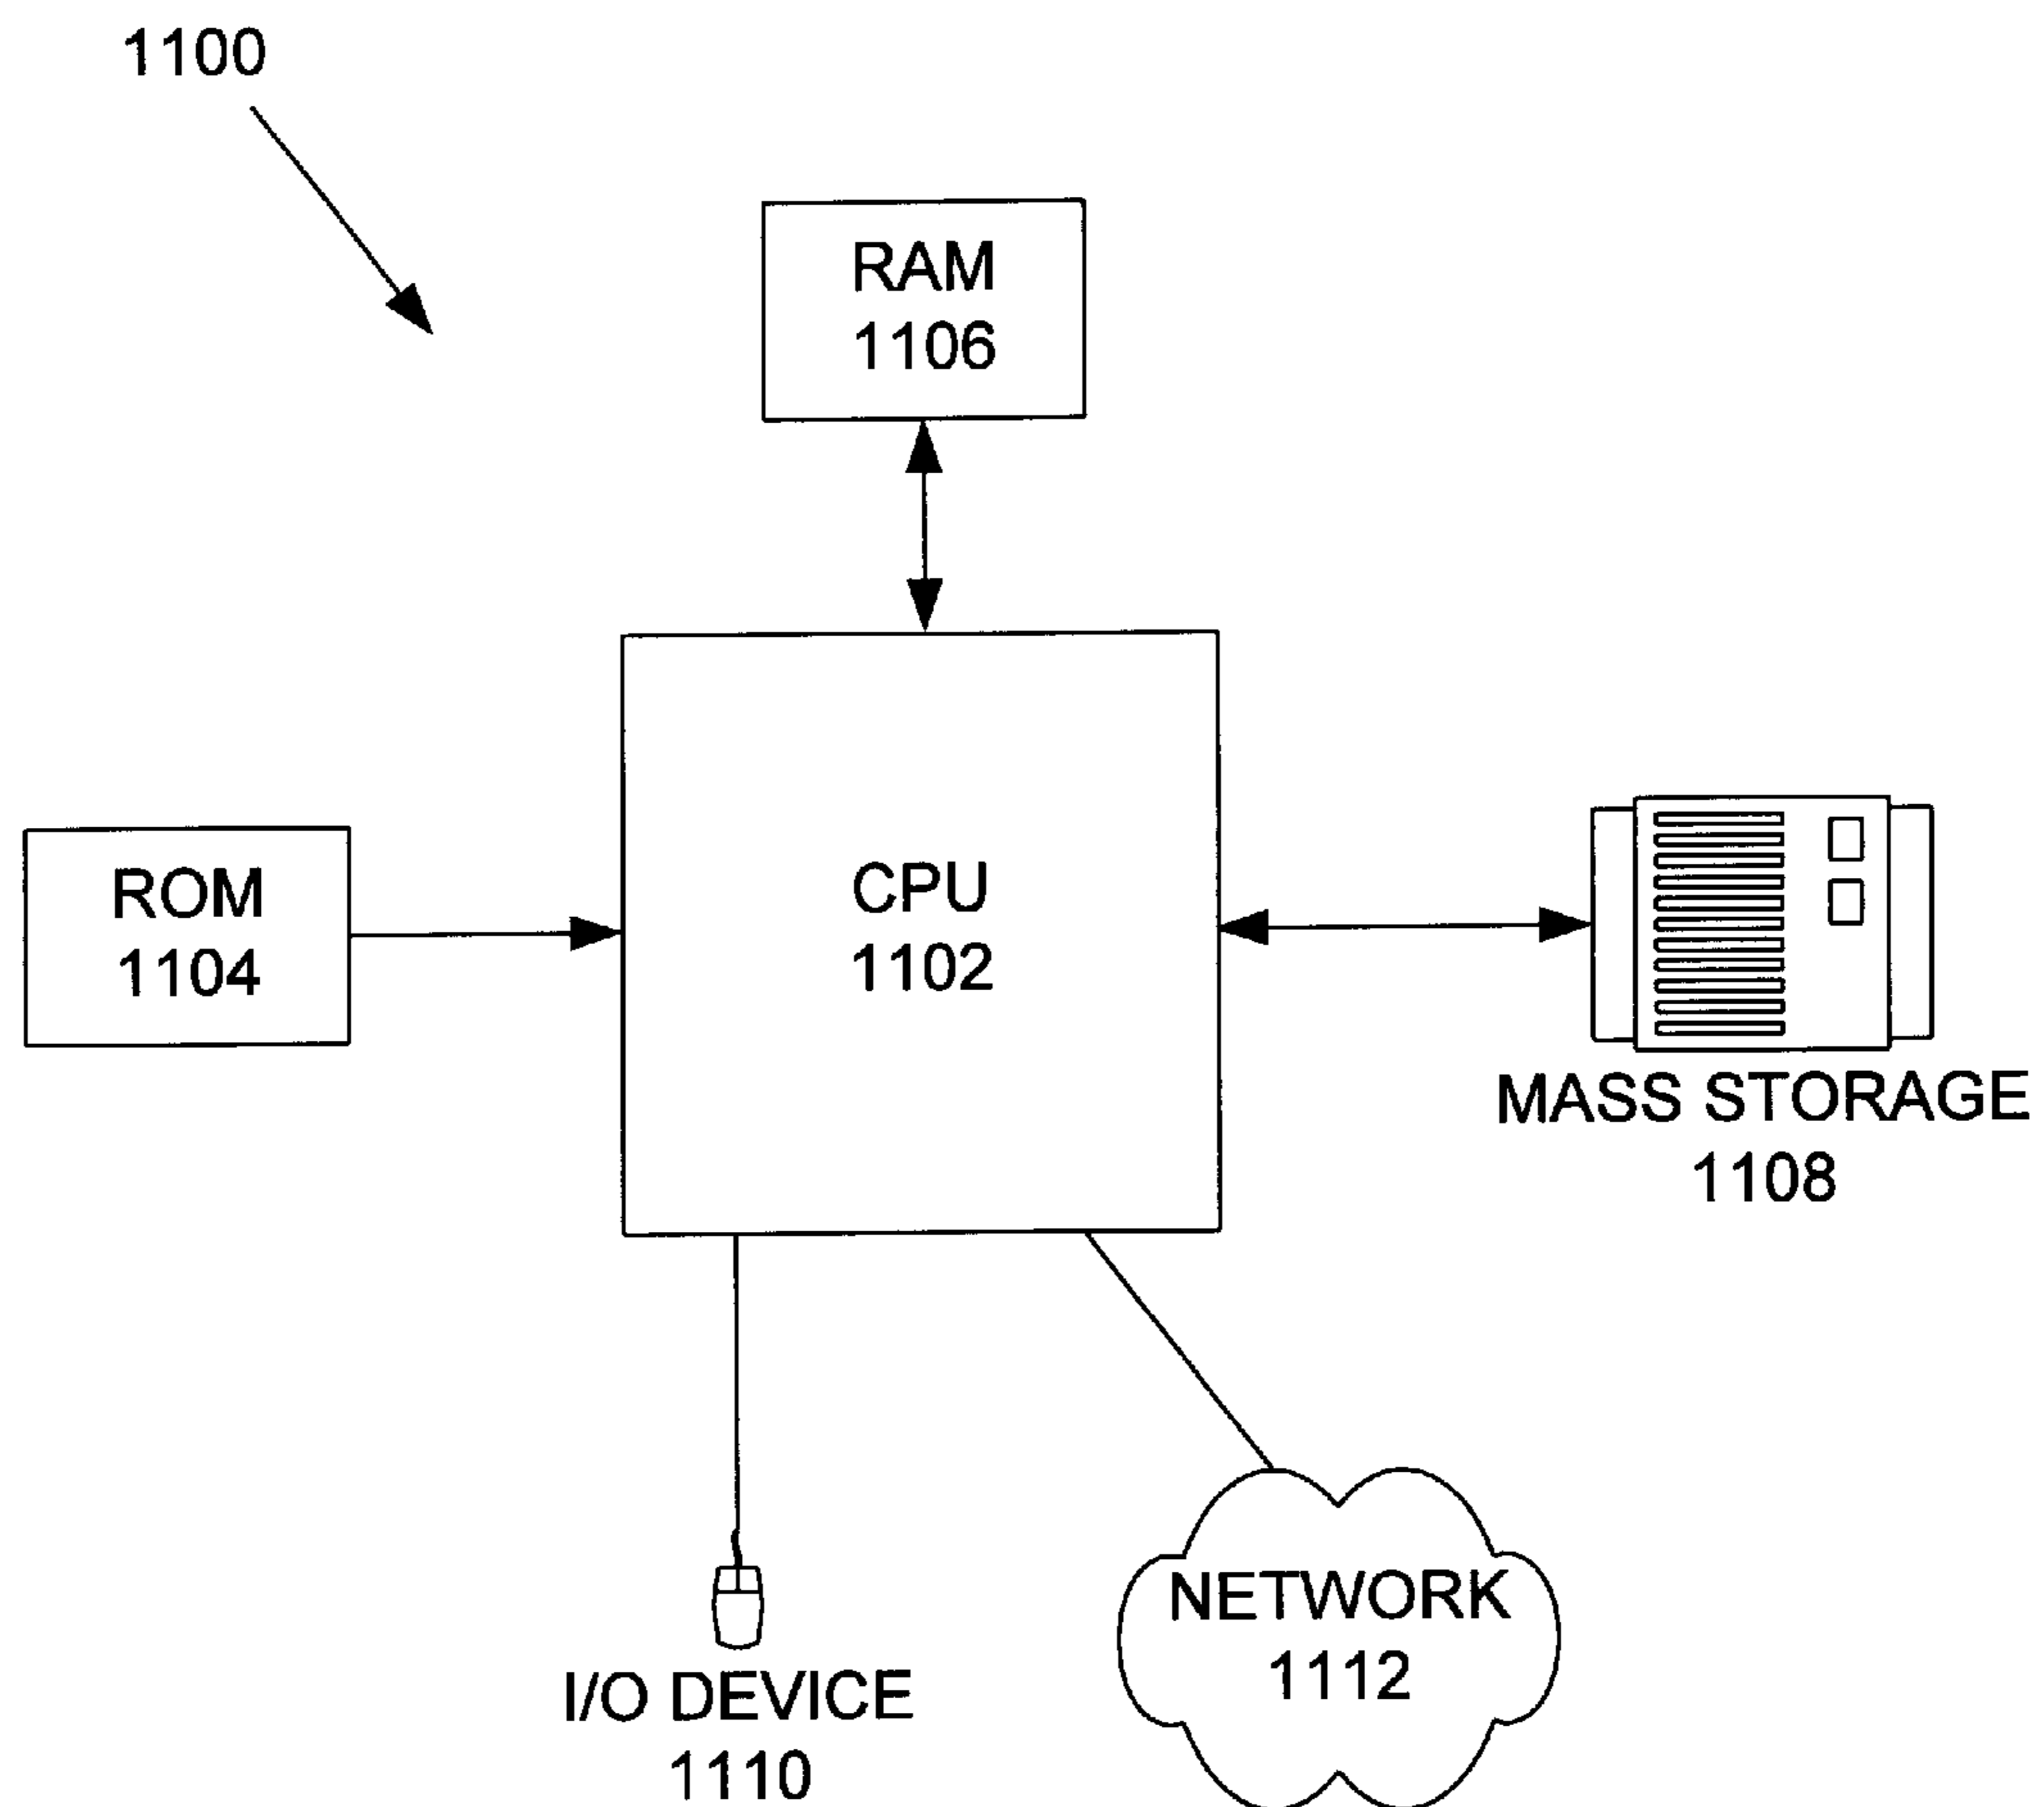 1100
RAM
1106
ROM
1104
CPU
1102
MASS STORAGE
1108
I/O DEVICE
1110
NETWORK
1112